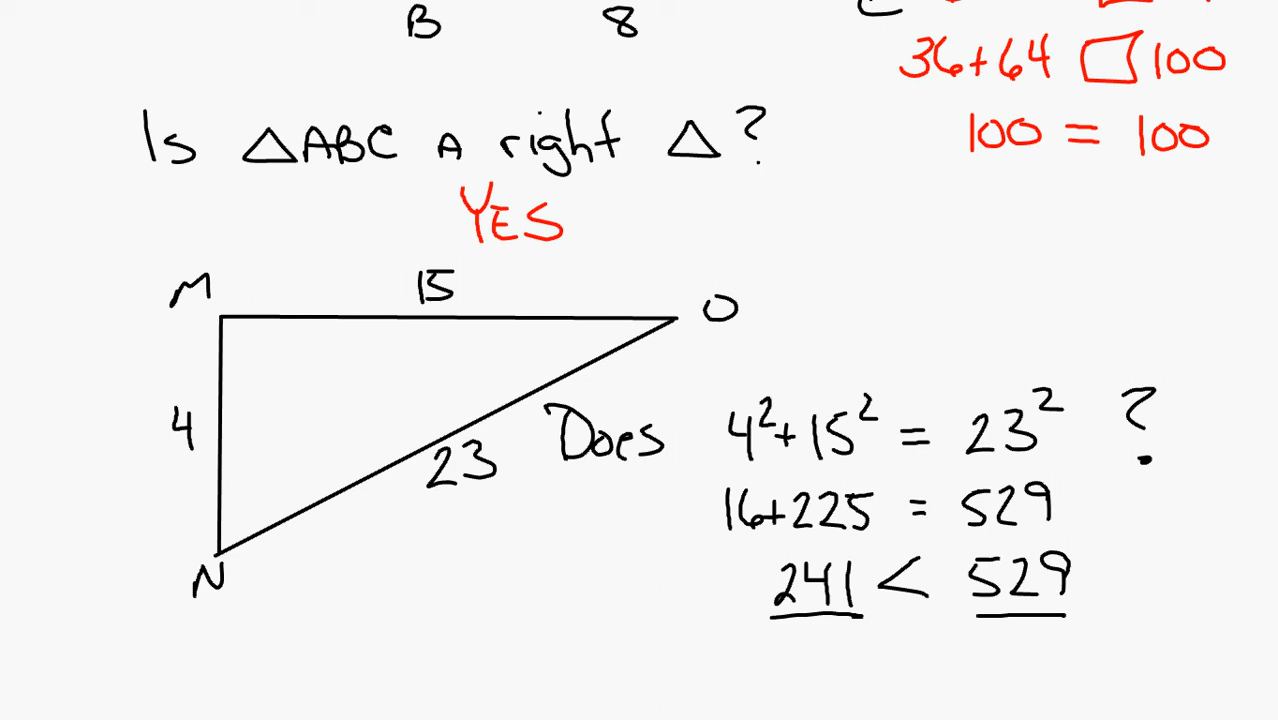 B 8
36+64 □ 100
100 = 100
Is △ABC A right △?
YES
M 15 O
4
23
N
Does 4²+15² = 23² ?
16+225 = 529
241 < 529